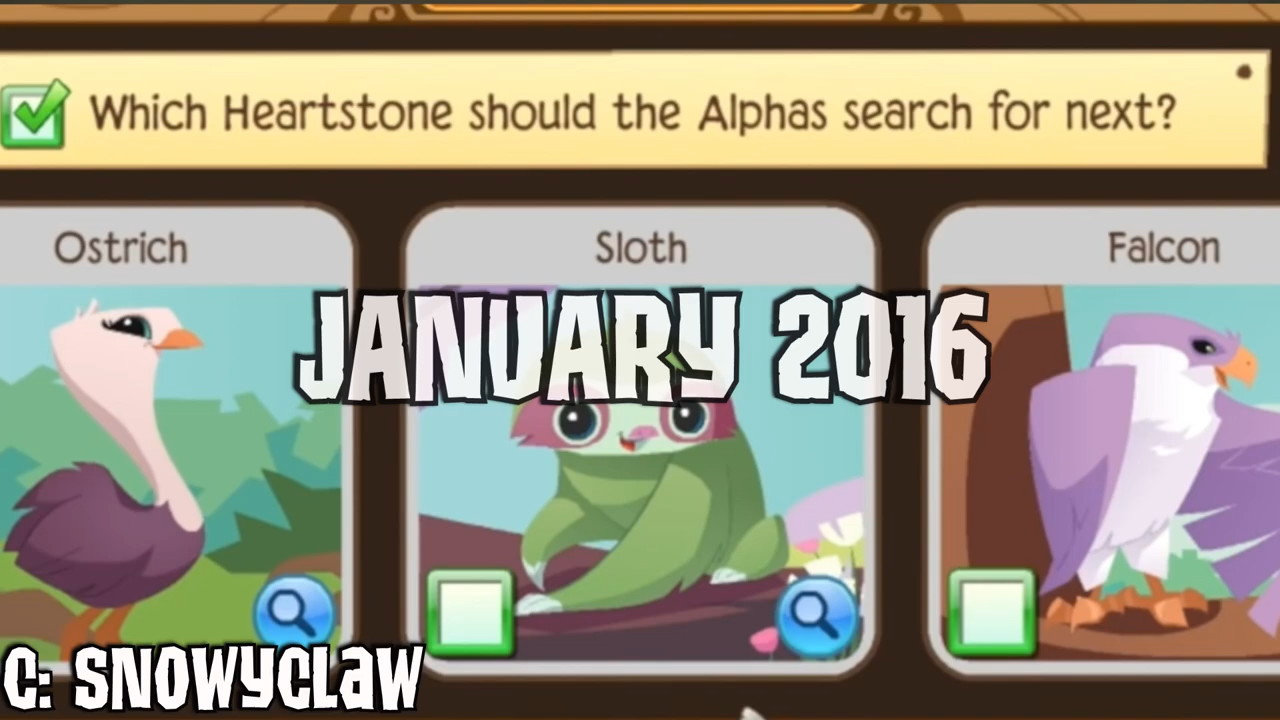 Which Heartstone should the Alphas search for next?
Ostrich
Sloth
Falcon
JANUARY 2016
C: SNOWYCLAW